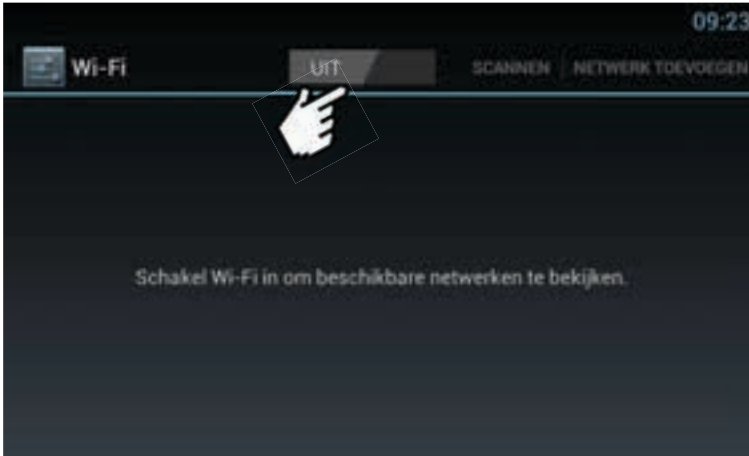 09:23
Wi-Fi UIT SCANNEN NETWERK TOEVOEGEN
Schakel Wi-Fi in om beschikbare netwerken te bekijken.